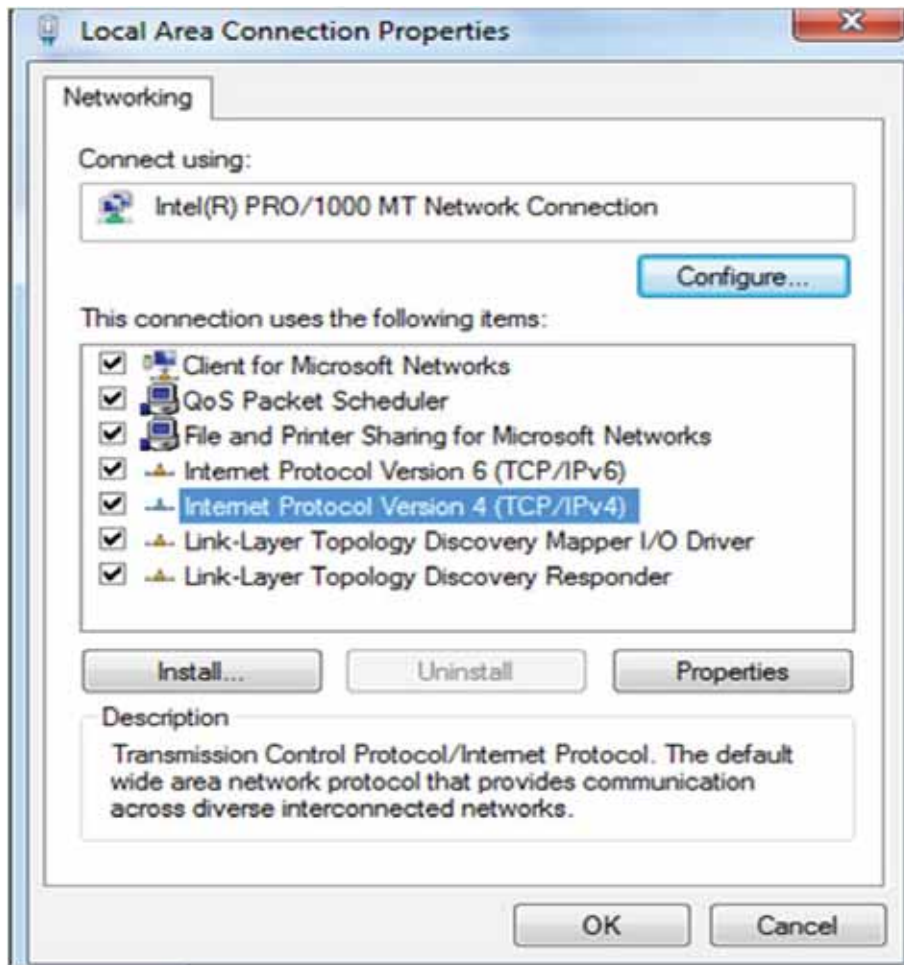 Local Area Connection Properties
Networking
Connect using:
Intel(R) PRO/1000 MT Network Connection
Configure...
This connection uses the following items:
Client for Microsoft Networks
QoS Packet Scheduler
File and Printer Sharing for Microsoft Networks
Internet Protocol Version 6 (TCP/IPv6)
Internet Protocol Version 4 (TCP/IPv4)
Link-Layer Topology Discovery Mapper I/O Driver
Link-Layer Topology Discovery Responder
Install... Uninstall Properties
Description
Transmission Control Protocol/Internet Protocol. The default
wide area network protocol that provides communication
across diverse interconnected networks.
OK Cancel